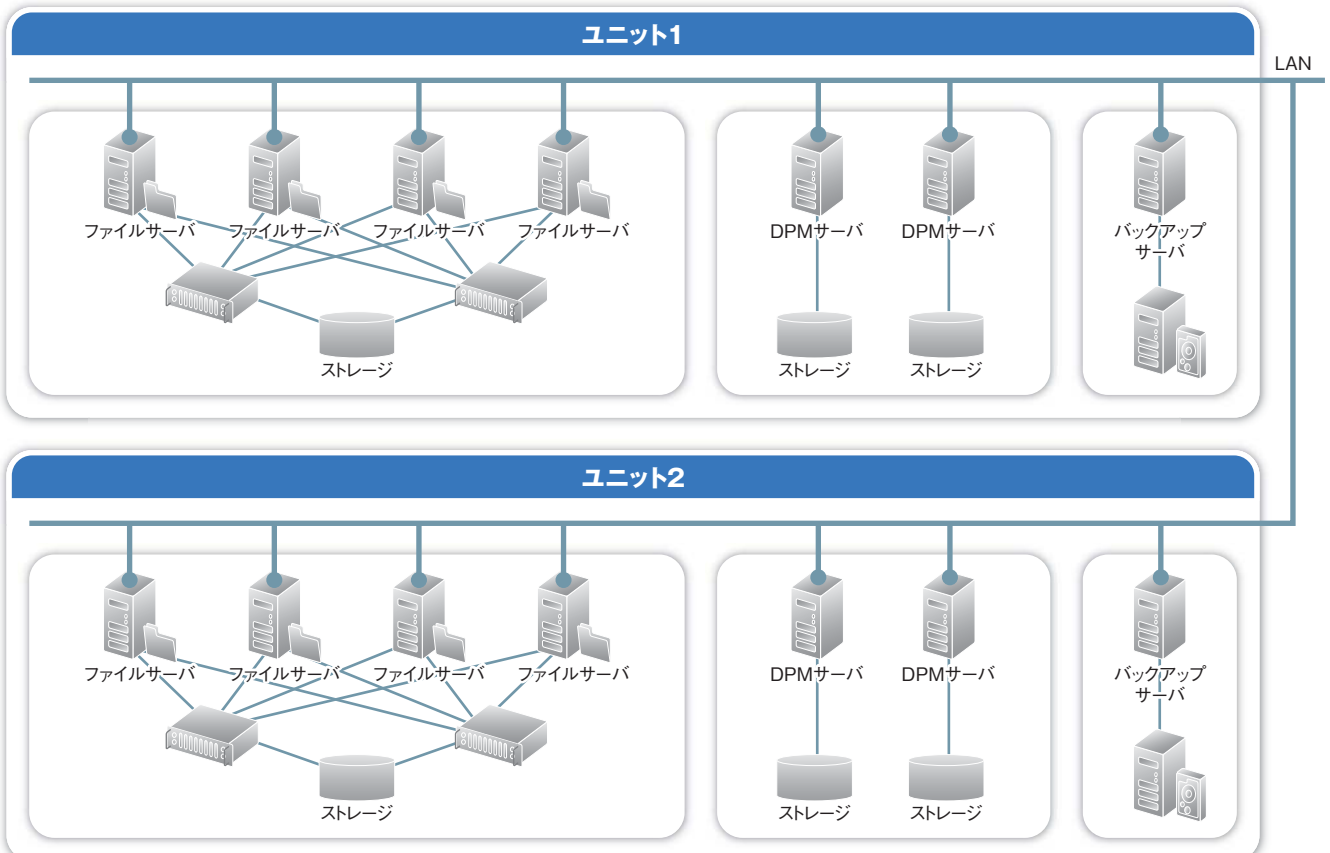 ユニット1
LAN
ファイルサーバ
ファイルサーバ
ファイルサーバ
ファイルサーバ
DPMサーバ
DPMサーバ
バックアップ
サーバ
ストレージ
ストレージ
ストレージ
ユニット2
ファイルサーバ
ファイルサーバ
ファイルサーバ
ファイルサーバ
DPMサーバ
DPMサーバ
バックアップ
サーバ
ストレージ
ストレージ
ストレージ